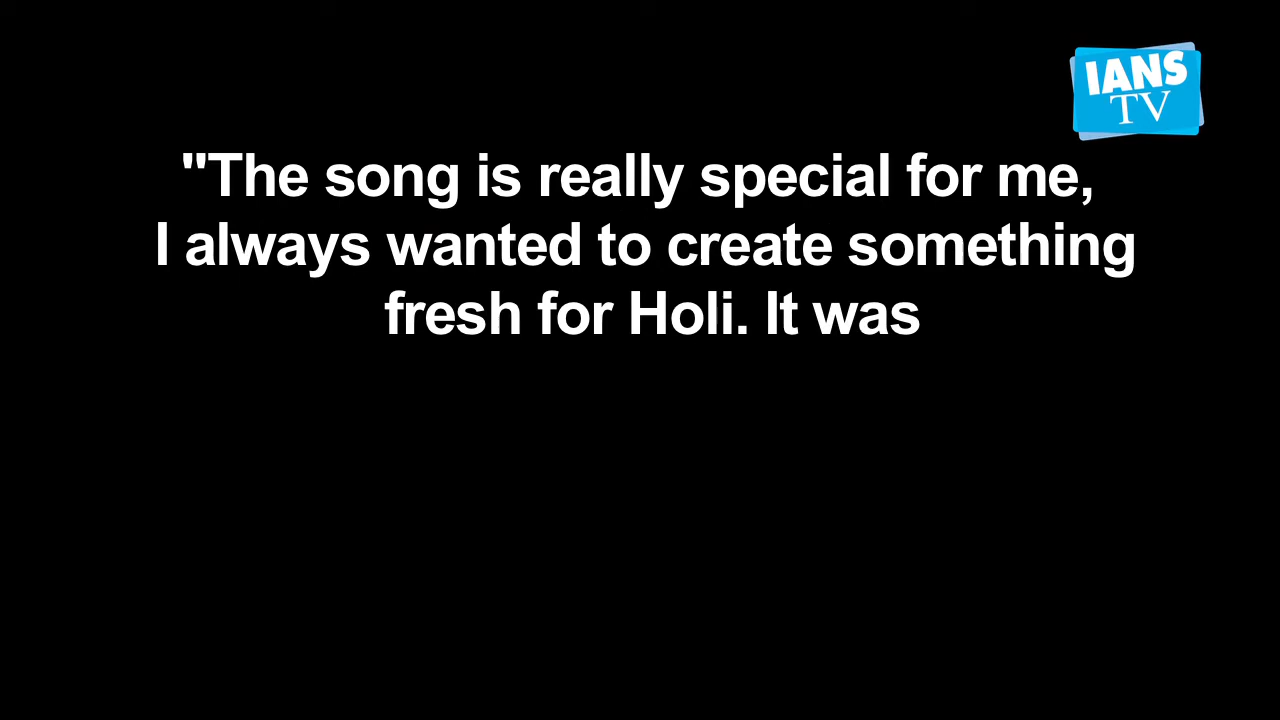 IANS
TV
"The song is really special for me,
I always wanted to create something
fresh for Holi. It was